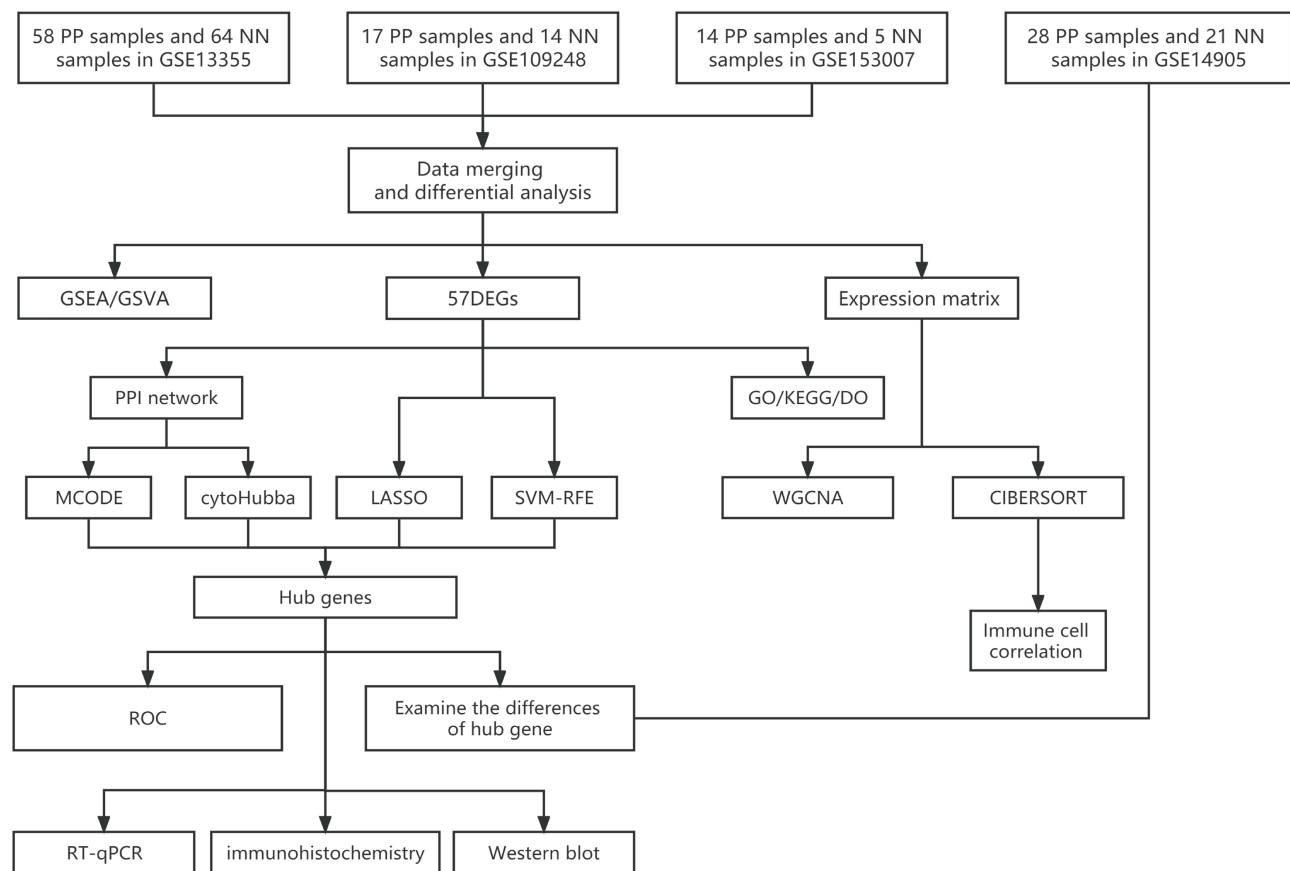 58 PP samples and 64 NN
samples in GSE13355
17 PP samples and 14 NN
samples in GSE109248
14 PP samples and 5 NN
samples in GSE153007
28 PP samples and 21 NN
samples in GSE14905
Data merging
and differential analysis
GSEA/GSVA
57DEGs
Expression matrix
PPI network
GO/KEGG/DO
MCODE
cytoHubba
LASSO
SVM-RFE
WGCNA
CIBERSORT
Hub genes
Immune cell
correlation
ROC
Examine the differences
of hub gene
RT-qPCR
immunohistochemistry
Western blot